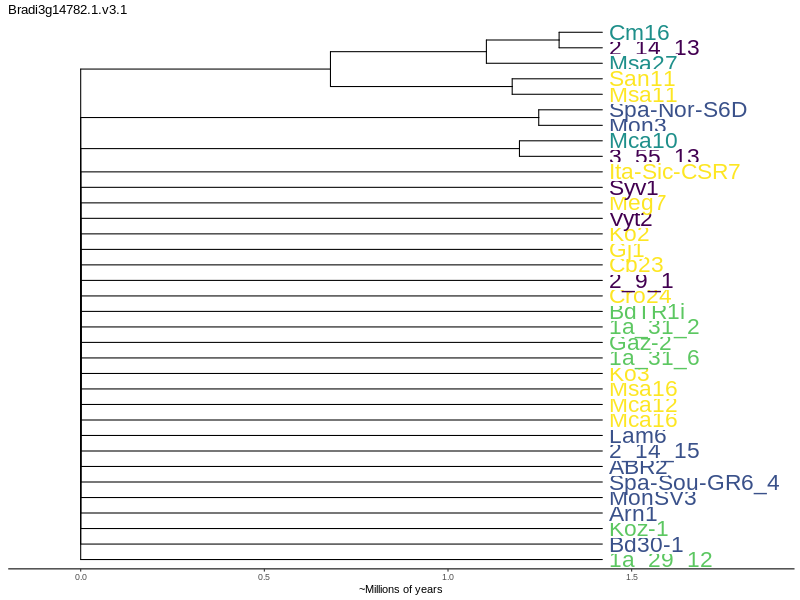 Bradi3g14782.1.v3.1
Cm16
2_14_13
Msa27
San11
Msa11
Spa-Nor-S6D
Mon3
Mca10
3_55_13
Ita-Sic-CSR7
Syv1
Meg7
Vyt2
Ko2
Gj1
Cb23
2_9_1
Cro24
BdTR1i
1a_31_2
Gaz-2
1a_31_6
Ko3
Msa16
Mca12
Mca16
Lam6
2_14_15
ABR2
Spa-Sou-GR6_4
MonSV3
Arn1
Koz-1
Bd30-1
1a_29_12
0.0 0.5 1.0 1.5
~Millions of years